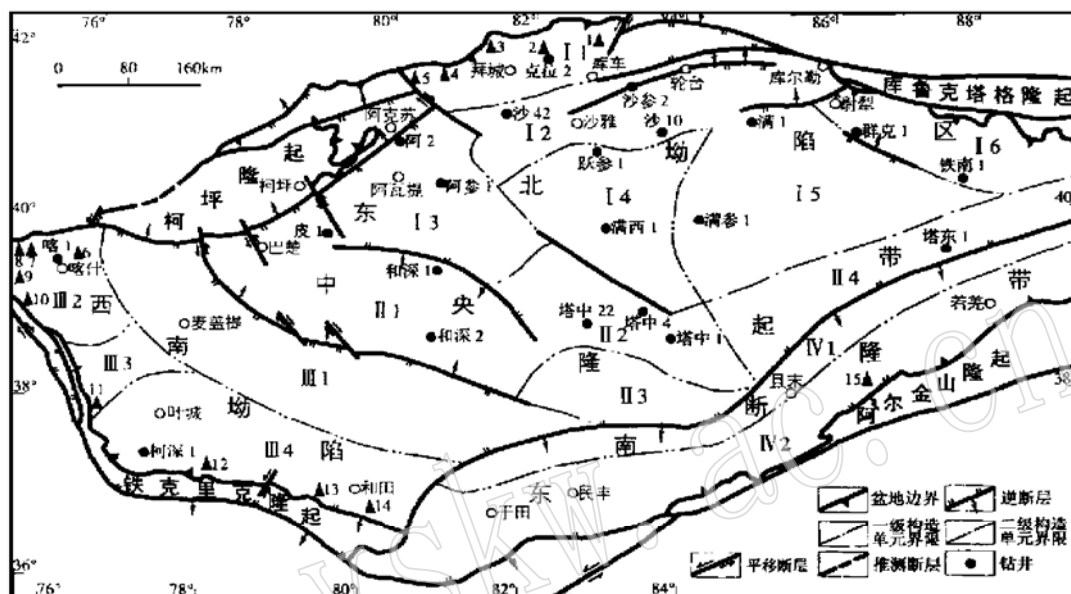 76°
78°
80°
82°
84°
86°
88°
42°
0 80 160km
3
2
1
I 1
拜城
克拉 2
库车
5
4
轮台
库尔勒
库鲁克塔格隆起
沙参 2
尉犁
沙 42
沙雅
沙 10
满 1
群克 1
区
I 6
阿克苏
阿 2
I 2
坳
陷
跃参 1
铁南 1
柯坪隆起
柯坪
阿瓦提
阿参 1
北
I 4
I 5
40°
40
东
I 3
皮 1
满西 1
满参 1
巴楚
塔东 1
喀 1
喀什
6
8
7
9
10
III 2
西
和深 1
带
II 4
带
中
央
II 1
若羌
麦盖提
塔中 22
塔中 4
II 2
塔中 1
起
和深 2
南
IV1
隆
III 3
III 1
隆
且末
15
阿尔金山隆起
38°
38
11
II 3
断
叶城
坳
南
IV2
柯深 1
12
III 4
陷
铁克里克隆起
13
14
和田
东
民丰
于田
盆地边界
逆断层
一级构造
单元界限
二级构造
单元界限
平移断层
推测断层
钻井
36°
76°
78°
80°
82°
84°
yskw.ac.cn